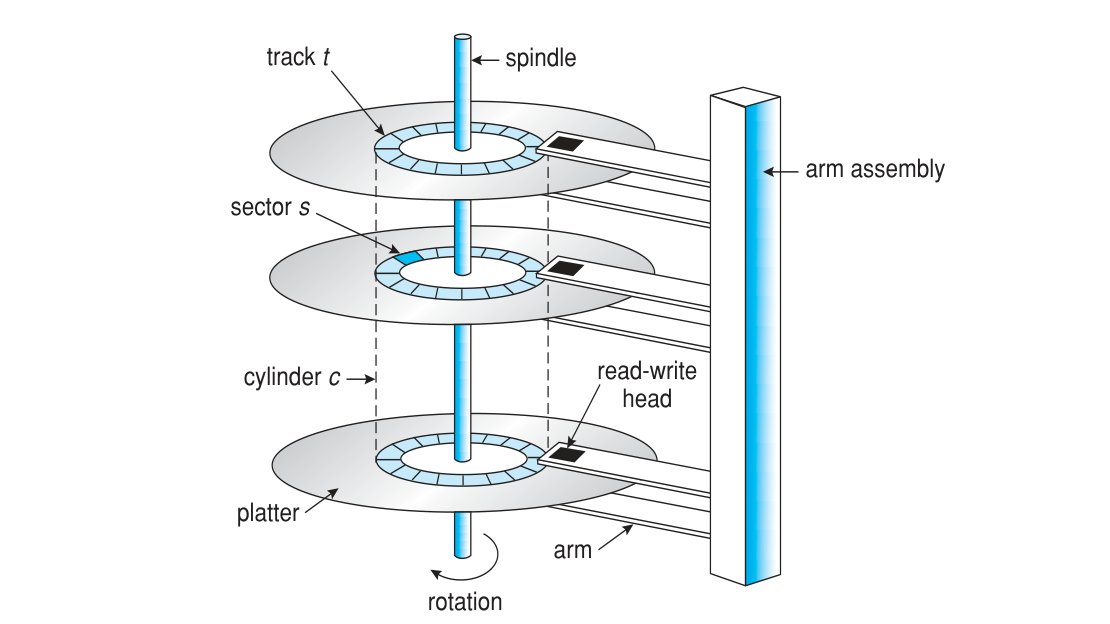 track t
spindle
arm assembly
sector s
cylinder c
read-write
head
platter
arm
rotation